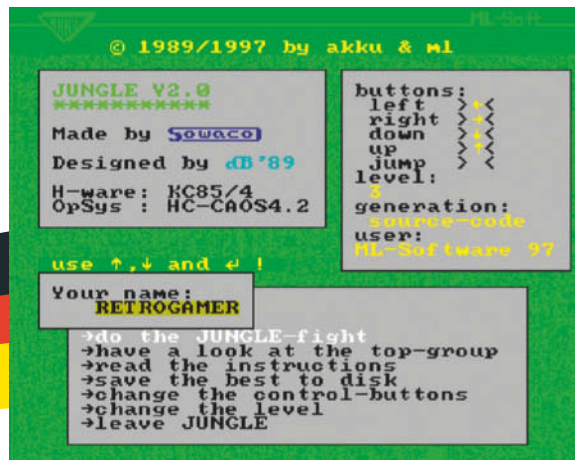 ML-Soft
© 1989/1997 by akku & ml
JUNGLE V2.0
***********
Made by Sowaco
Designed by dB'89
H-ware: KC85/4
OpSys : HC-CAOS4.2
buttons:
left >←<
right >→<
down >↓<
up >↑<
jump > <
level:
3
generation:
source-code
user:
ML-Software 97
use ↑,↓ and ↵ !
Your name:
RETROGAMER
→do the JUNGLE-fight
→have a look at the top-group
→read the instructions
→save the best to disk
→change the control-buttons
→change the level
→leave JUNGLE